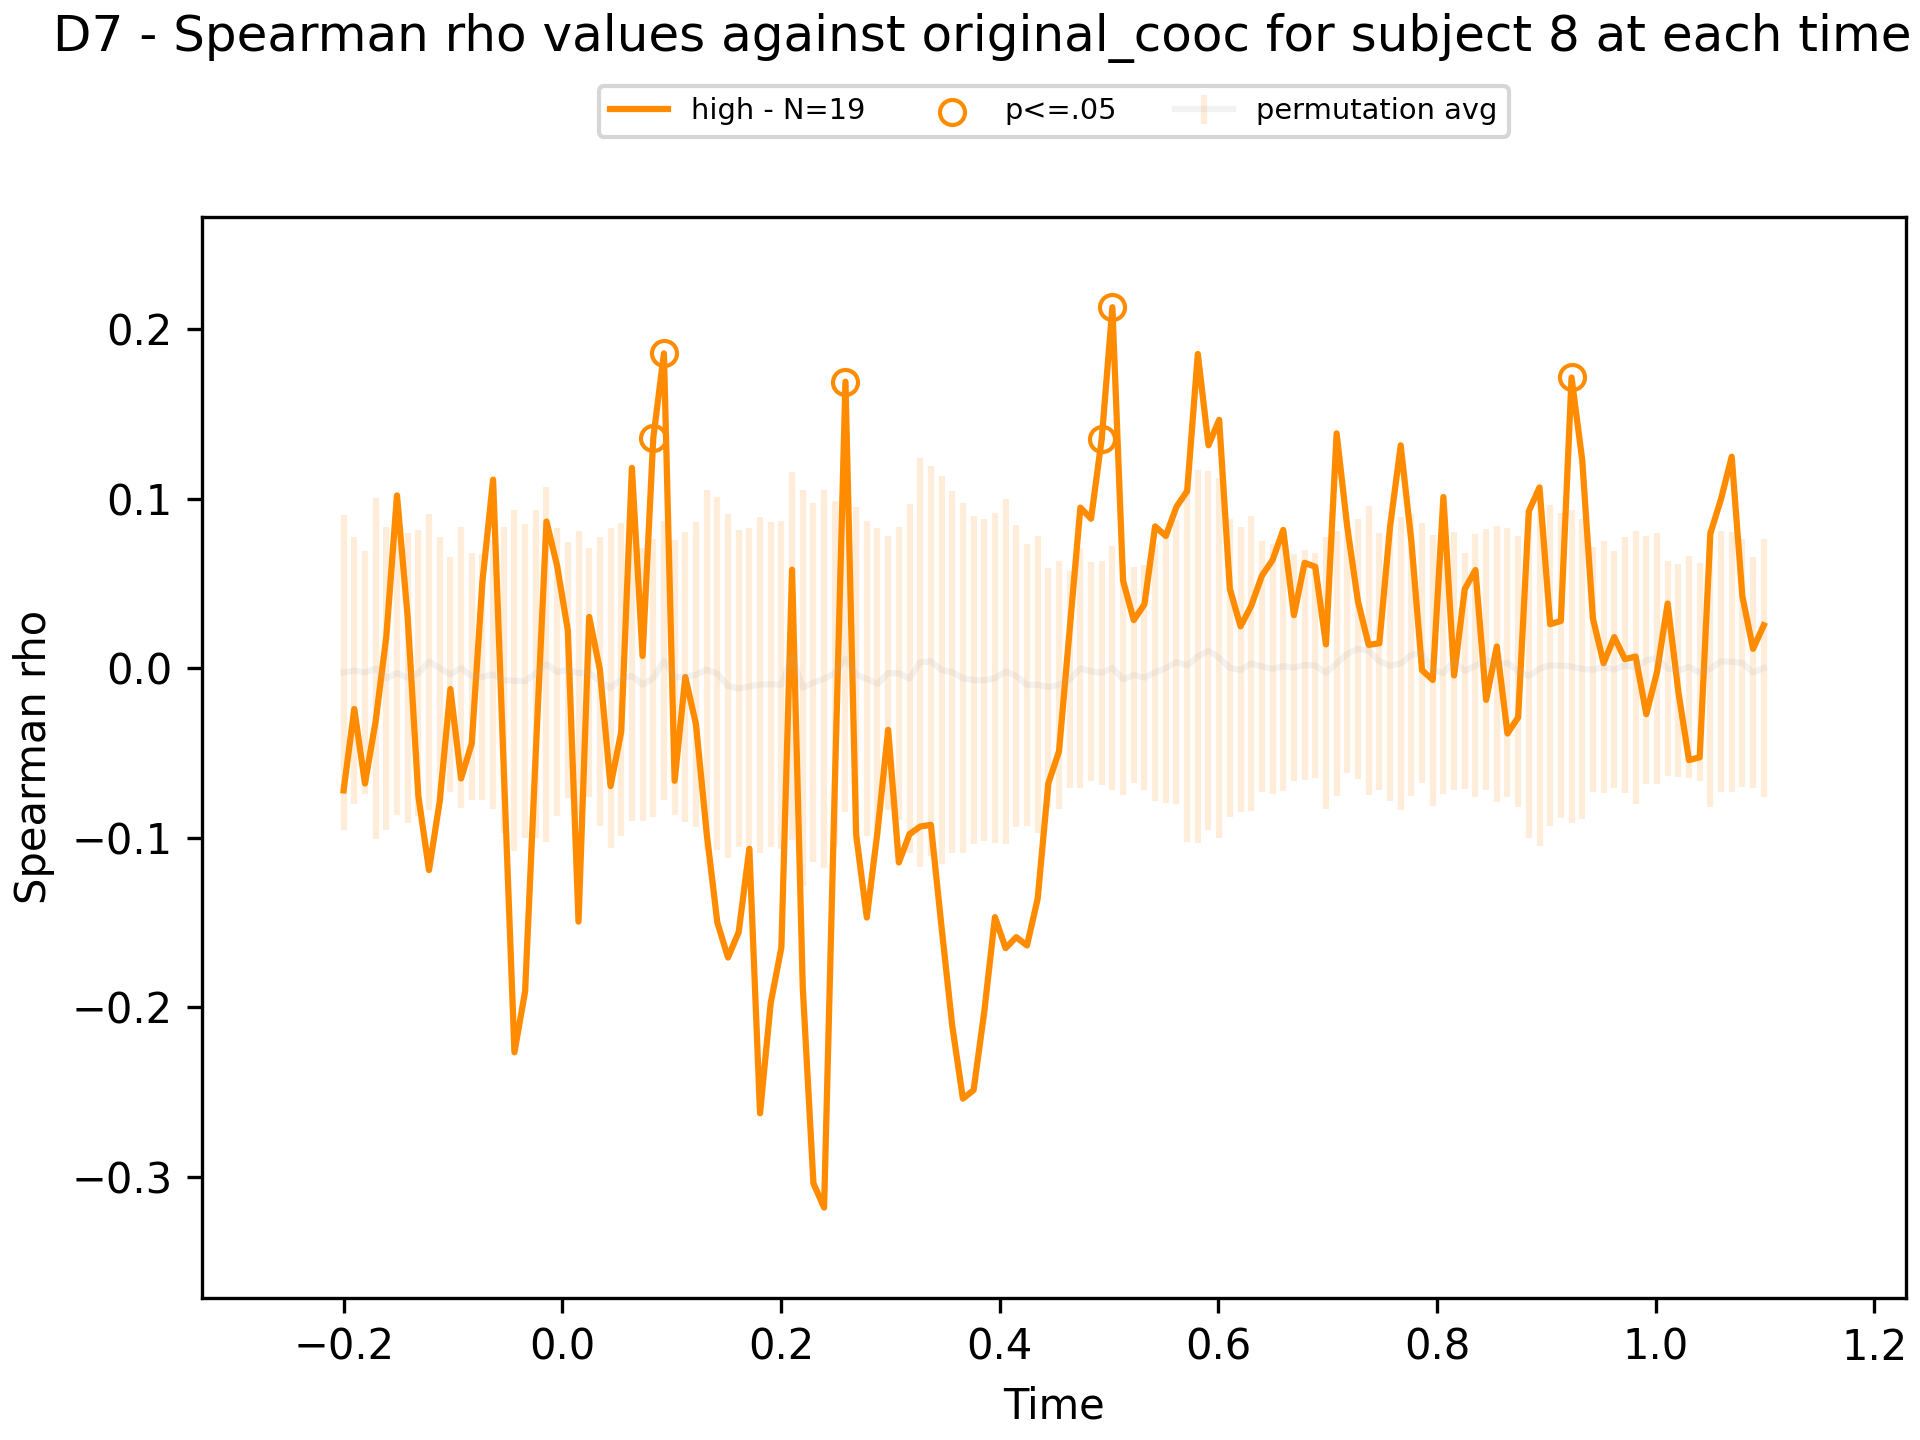 D7 - Spearman rho values against original_cooc for subject 8 at each time
high - N=19 p<=.05 permutation avg
0.2
0.1
0.0
−0.1
−0.2
−0.3
Spearman rho
−0.2 0.0 0.2 0.4 0.6 0.8 1.0 1.2
Time